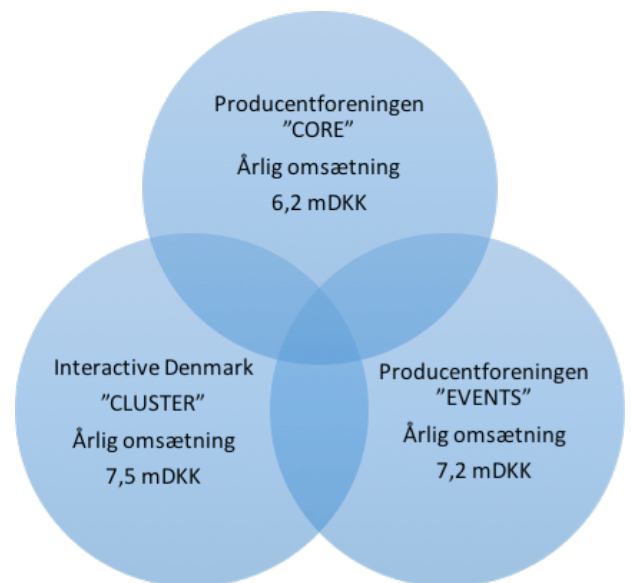 Producentforeningen
”CORE”
Årlig omsætning
6,2 mDKK
Interactive Denmark
”CLUSTER”
Årlig omsætning
7,5 mDKK
Producentforeningen
”EVENTS”
Årlig omsætning
7,2 mDKK